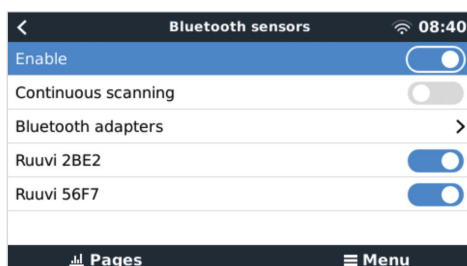 Bluetooth sensors 08:40
Enable
Continuous scanning
Bluetooth adapters
Ruuvi 2BE2
Ruuvi 56F7
Pages Menu